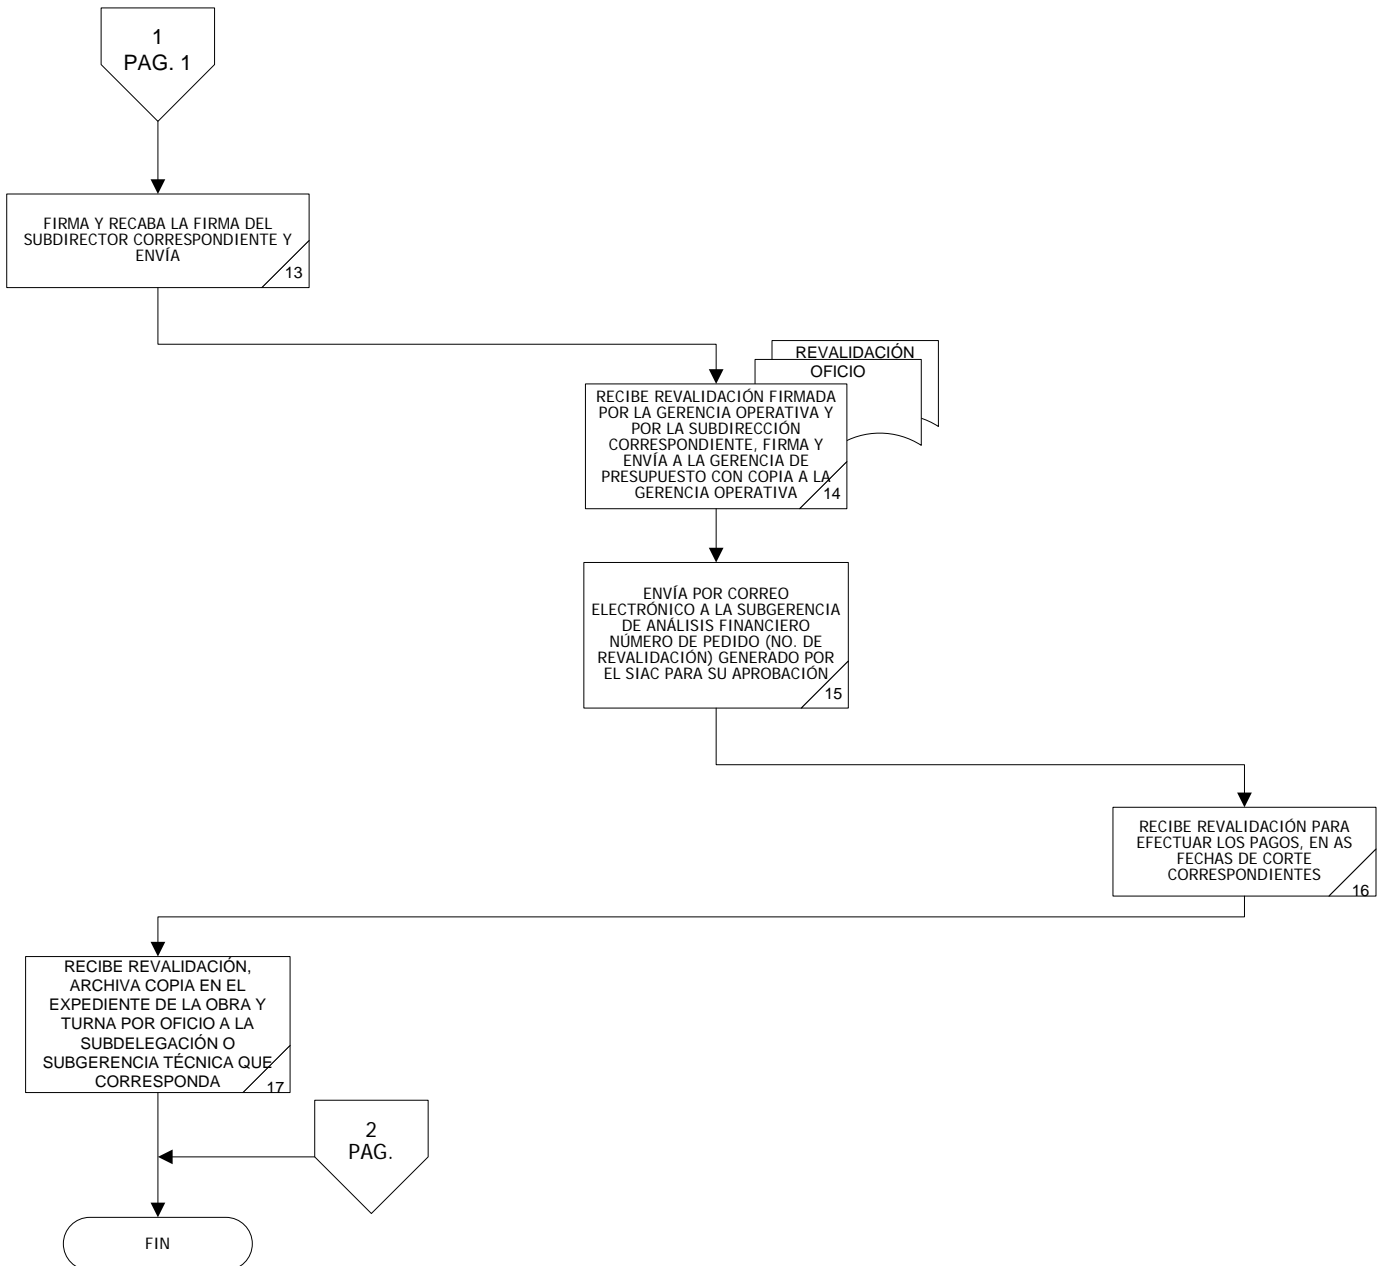 1
PAG. 1
FIRMA Y RECABA LA FIRMA DEL
SUBDIRECTOR CORRESPONDIENTE Y
ENVÍA
13
REVALIDACIÓN
OFICIO
RECIBE REVALIDACIÓN FIRMADA
POR LA GERENCIA OPERATIVA Y
POR LA SUBDIRECCIÓN
CORRESPONDIENTE, FIRMA Y
ENVÍA A LA GERENCIA DE
PRESUPUESTO CON COPIA A LA
GERENCIA OPERATIVA
14
ENVÍA POR CORREO
ELECTRÓNICO A LA SUBGERENCIA
DE ANÁLISIS FINANCIERO
NÚMERO DE PEDIDO (NO. DE
REVALIDACIÓN) GENERADO POR
EL SIAC PARA SU APROBACIÓN
15
RECIBE REVALIDACIÓN PARA
EFECTUAR LOS PAGOS, EN AS
FECHAS DE CORTE
CORRESPONDIENTES
16
RECIBE REVALIDACIÓN,
ARCHIVA COPIA EN EL
EXPEDIENTE DE LA OBRA Y
TURNA POR OFICIO A LA
SUBDELEGACIÓN O
SUBGERENCIA TÉCNICA QUE
CORRESPONDA
17
2
PAG.
FIN